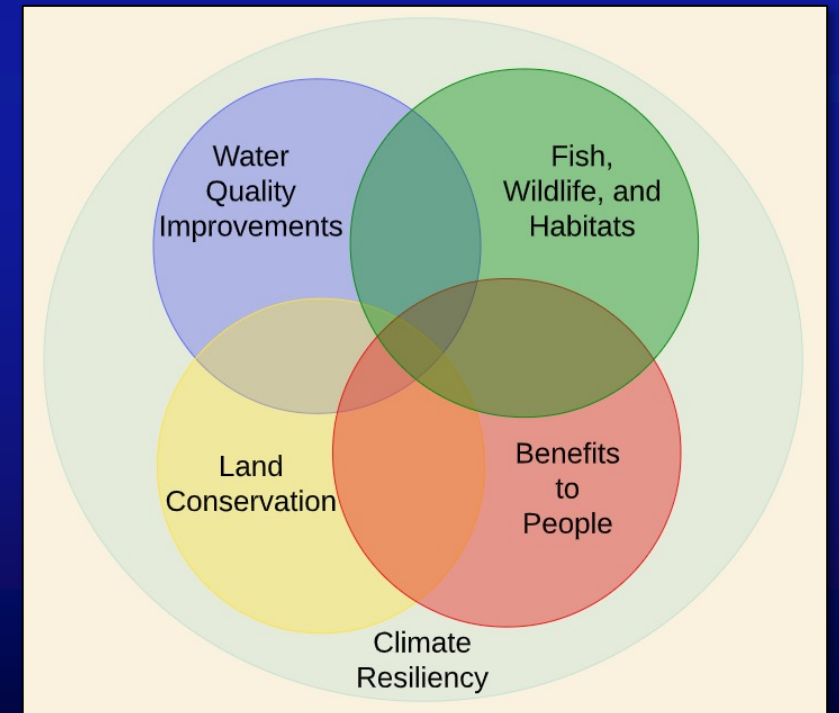 Water
Quality
Improvements
Fish,
Wildlife, and
Habitats
Land
Conservation
Benefits
to
People
Climate
Resiliency